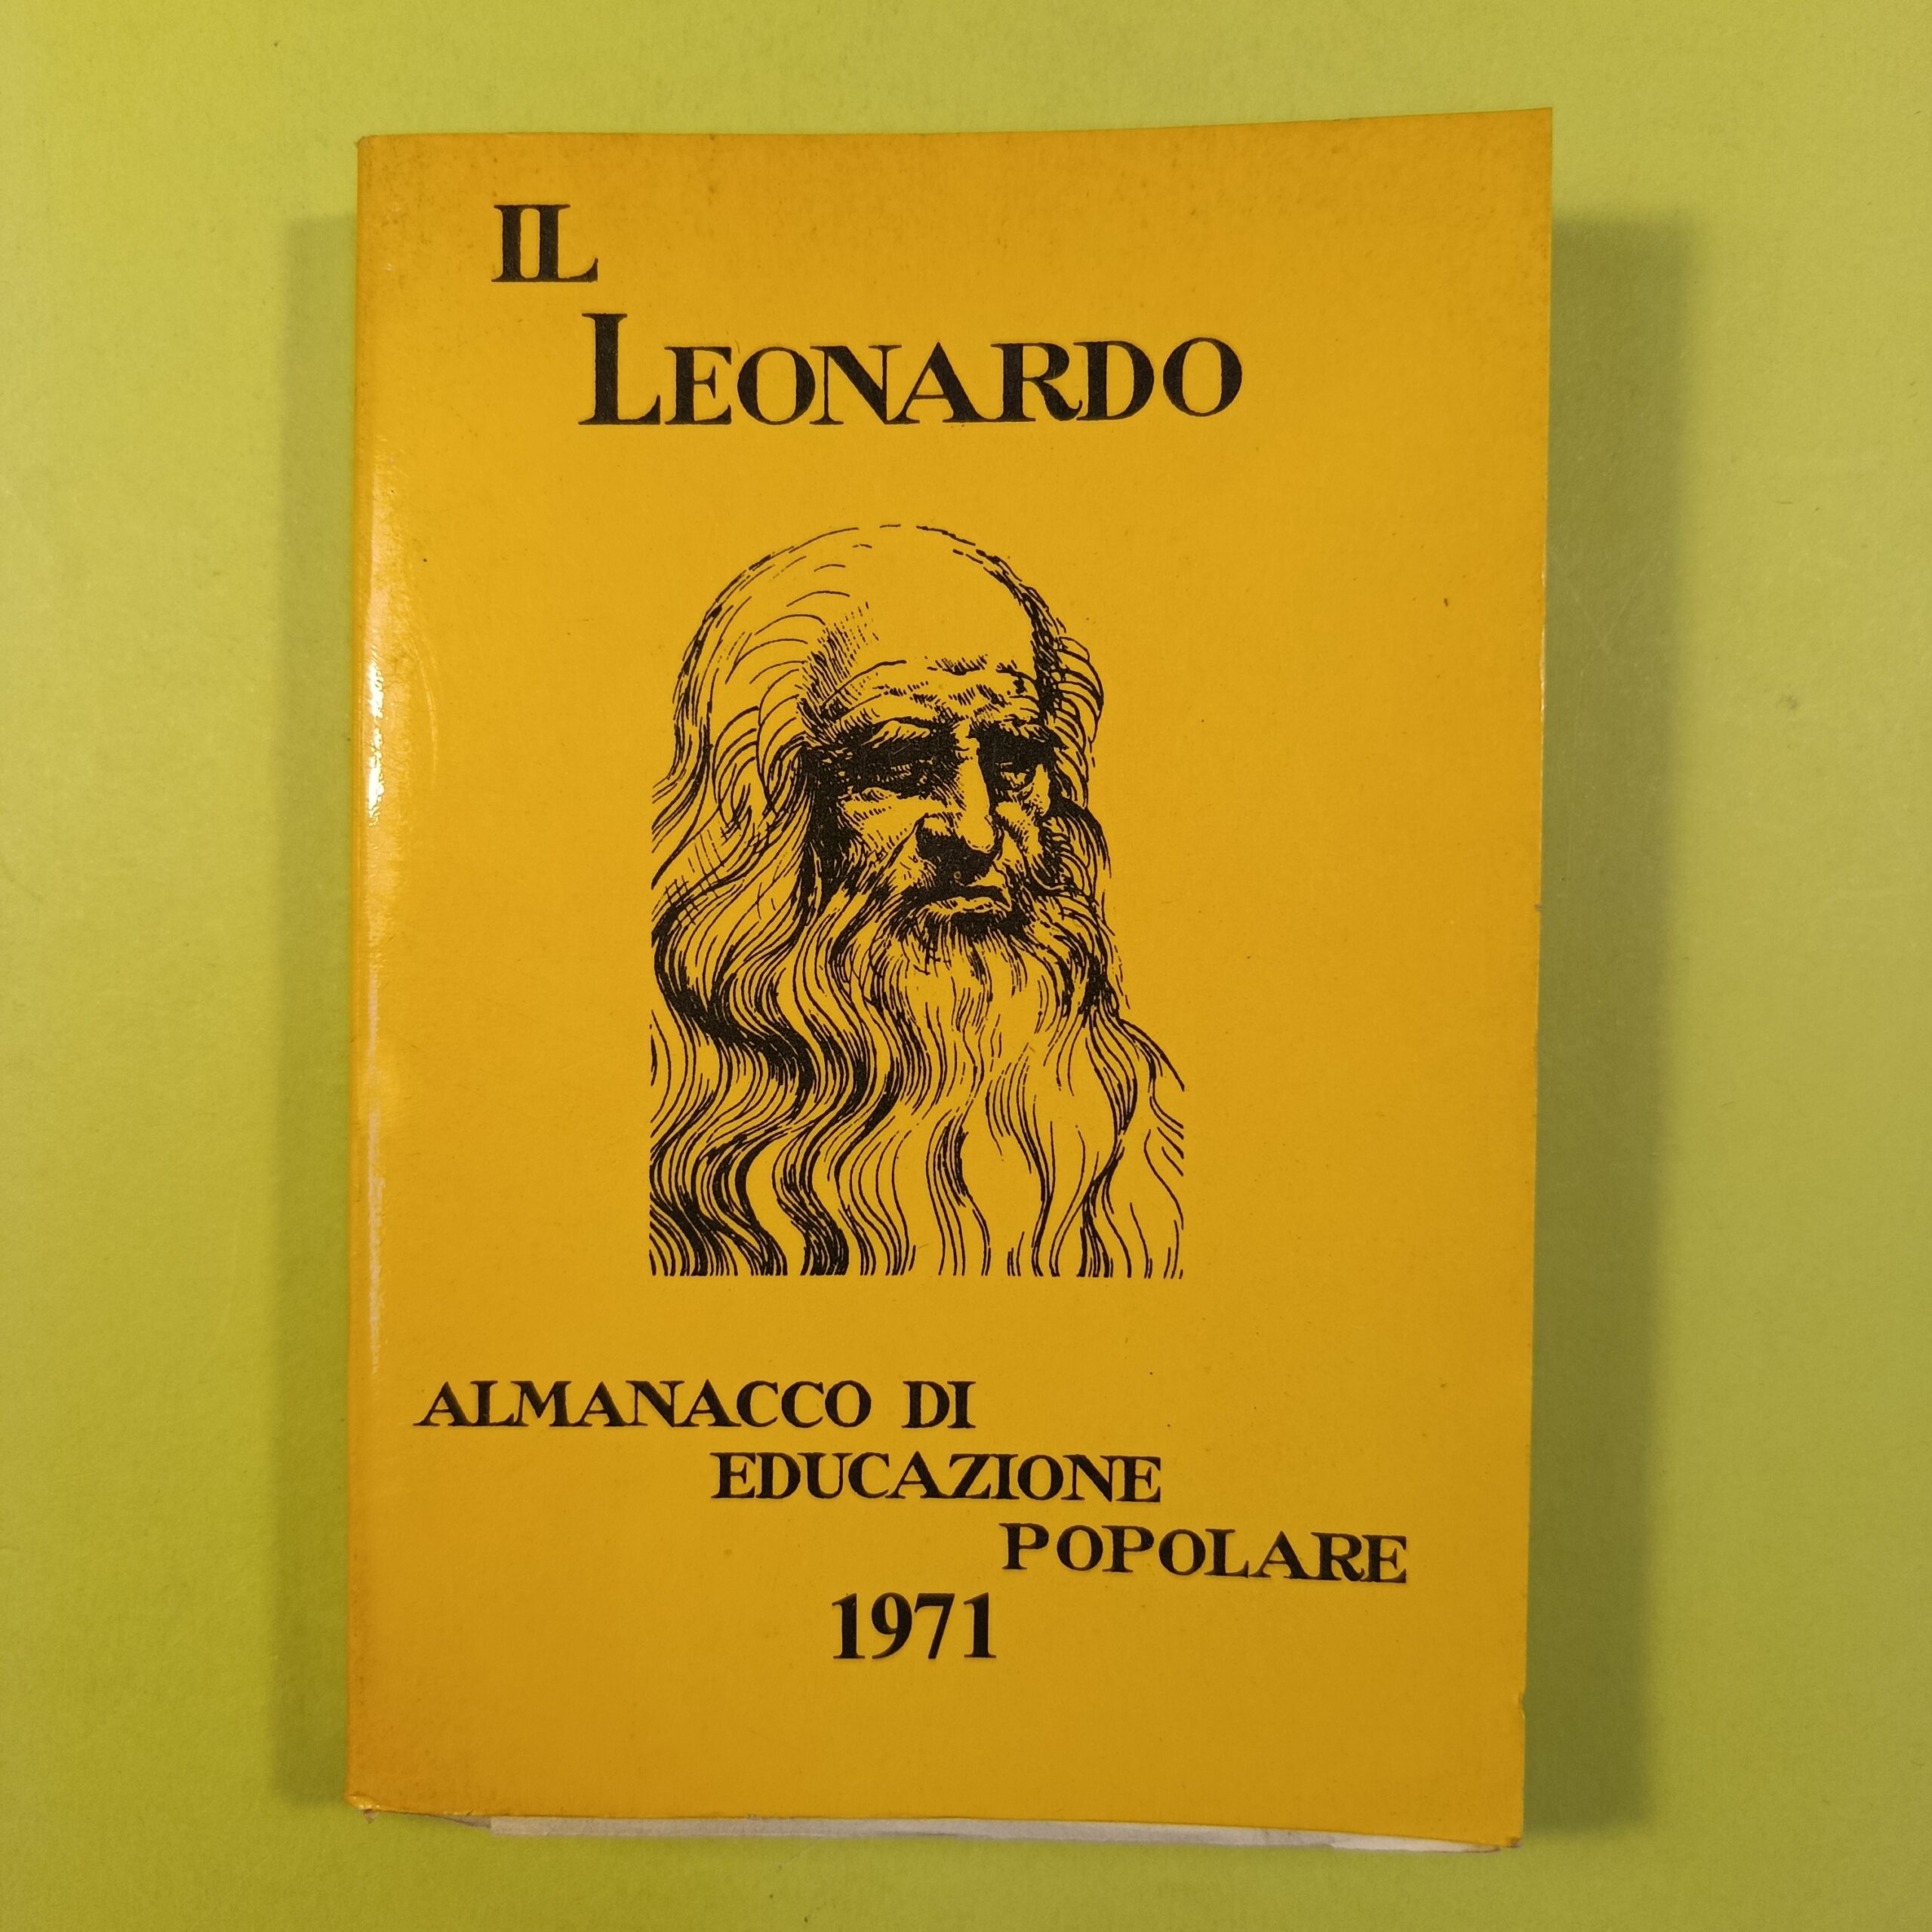 IL
LEONARDO
ALMANACCO DI
EDUCAZIONE
POPOLARE
1971